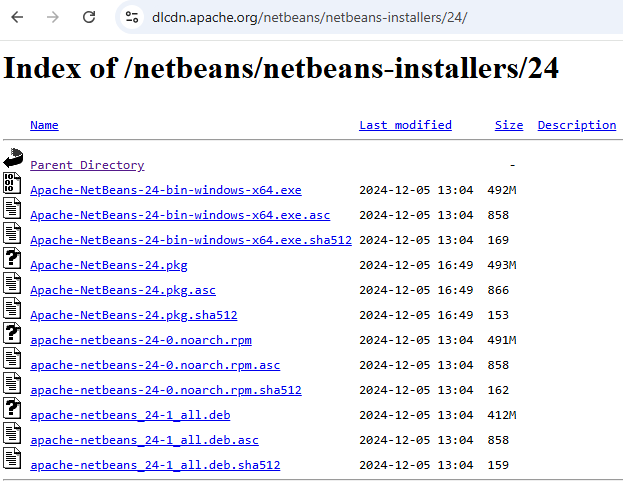 dlcdn.apache.org/netbeans/netbeans-installers/24/
Index of /netbeans/netbeans-installers/24
Name Last modified Size Description
Parent Directory -
Apache-NetBeans-24-bin-windows-x64.exe 2024-12-05 13:04 492M
Apache-NetBeans-24-bin-windows-x64.exe.asc 2024-12-05 13:04 858
Apache-NetBeans-24-bin-windows-x64.exe.sha512 2024-12-05 13:04 169
Apache-NetBeans-24.pkg 2024-12-05 16:49 493M
Apache-NetBeans-24.pkg.asc 2024-12-05 16:49 866
Apache-NetBeans-24.pkg.sha512 2024-12-05 16:49 153
apache-netbeans-24-0.noarch.rpm 2024-12-05 13:04 491M
apache-netbeans-24-0.noarch.rpm.asc 2024-12-05 13:04 858
apache-netbeans-24-0.noarch.rpm.sha512 2024-12-05 13:04 162
apache-netbeans_24-1_all.deb 2024-12-05 13:04 412M
apache-netbeans_24-1_all.deb.asc 2024-12-05 13:04 858
apache-netbeans_24-1_all.deb.sha512 2024-12-05 13:04 159